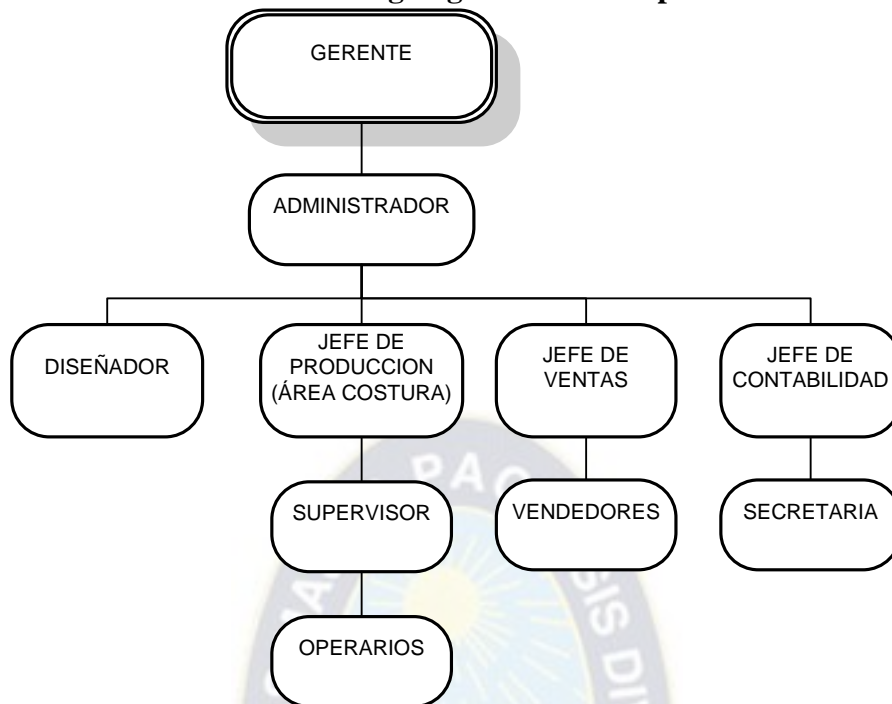 GERENTE
ADMINISTRADOR
DISEÑADOR
JEFE DE
PRODUCCION
(ÁREA COSTURA)
JEFE DE
VENTAS
JEFE DE
CONTABILIDAD
SUPERVISOR
VENDEDORES
SECRETARIA
OPERARIOS